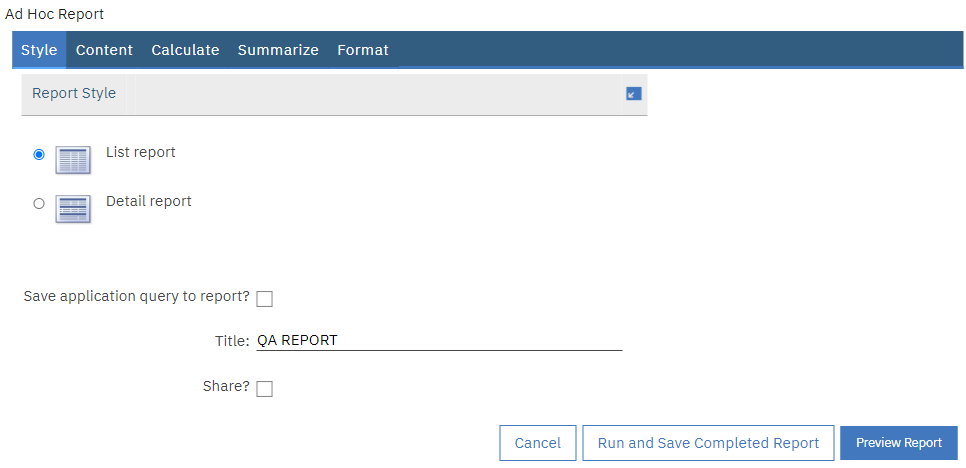 Ad Hoc Report
Style Content Calculate Summarize Format
Report Style
List report
Detail report
Save application query to report?
Title: QA REPORT
Share?
Cancel Run and Save Completed Report Preview Report